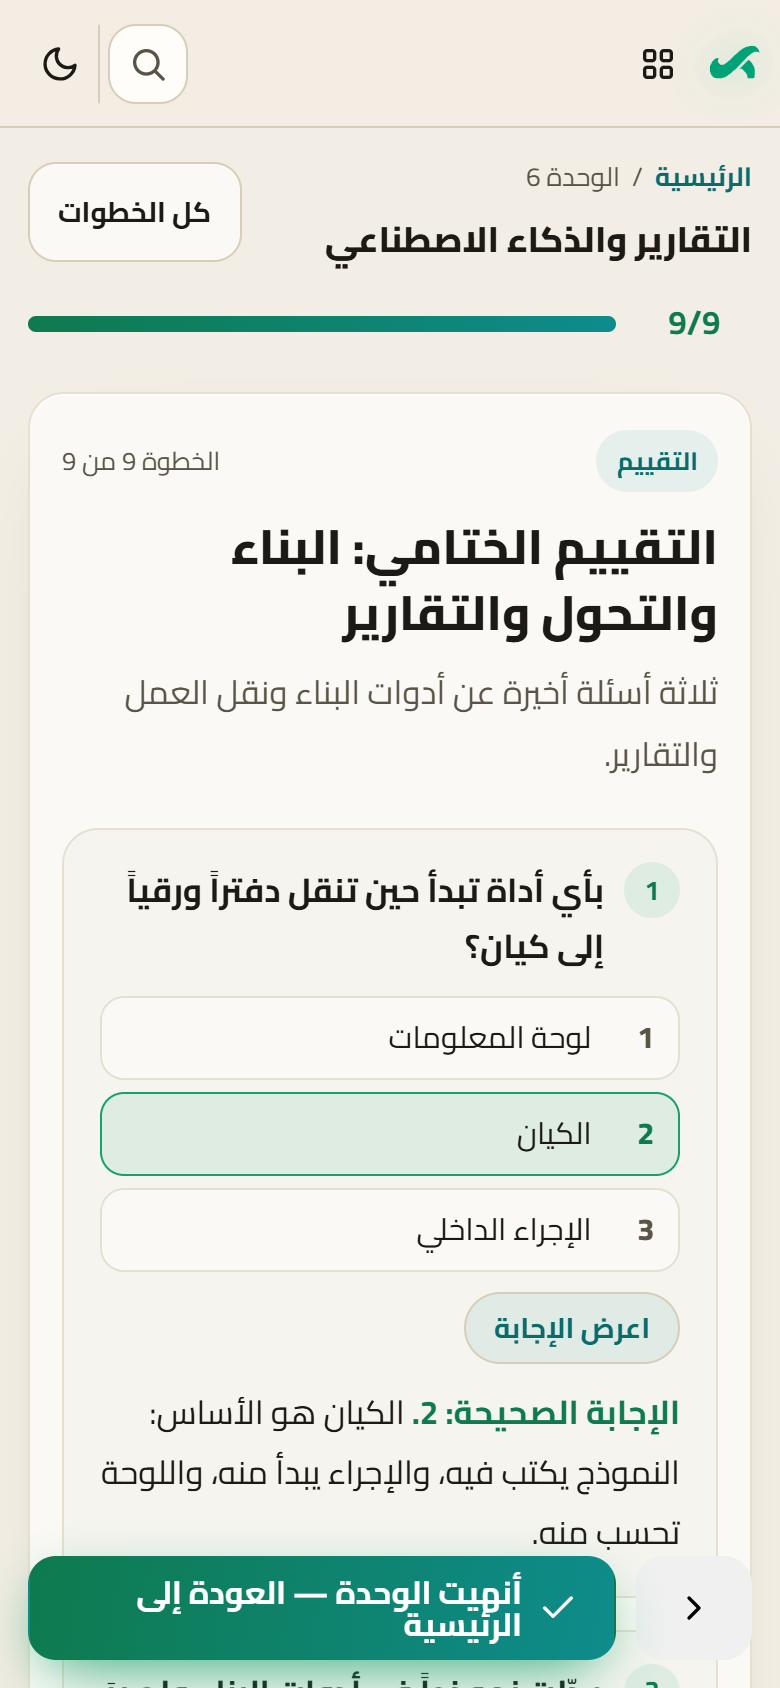 الرئيسية / الوحدة 6
التقارير والذكاء الاصطناعي
كل الخطوات
9/9
التقييم
الخطوة 9 من 9
التقييم الختامي: البناء
والتحول والتقارير
ثلاثة أسئلة أخيرة عن أدوات البناء ونقل العمل
والتقارير.
1
بأي أداة تبدأ حين تنقل دفتراً ورقياً
إلى كيان؟
1 لوحة المعلومات
2 الكيان
3 الإجراء الداخلي
اعرض الإجابة
الإجابة الصحيحة: 2. الكيان هو الأساس:
النموذج يكتب فيه، والإجراء يبدأ منه، واللوحة
تحسب منه.
أنهيت الوحدة — العودة إلى
الرئيسية